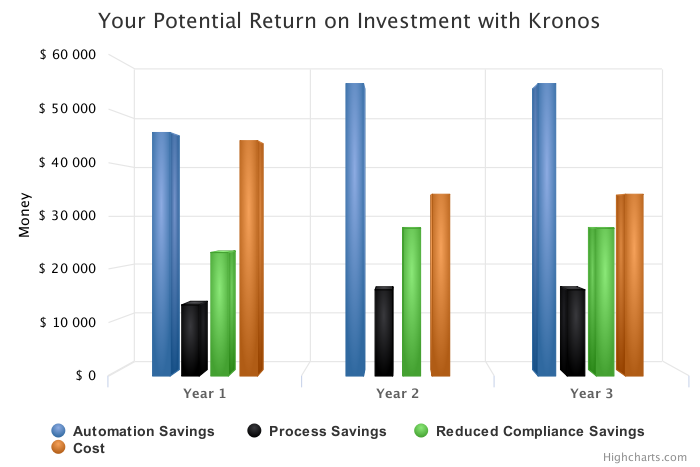 Your Potential Return on Investment with Kronos
$ 60 000
$ 50 000
$ 40 000
$ 30 000
$ 20 000
$ 10 000
$ 0
Money
Year 1
Year 2
Year 3
Automation Savings
Process Savings
Reduced Compliance Savings
Cost
Highcharts.com